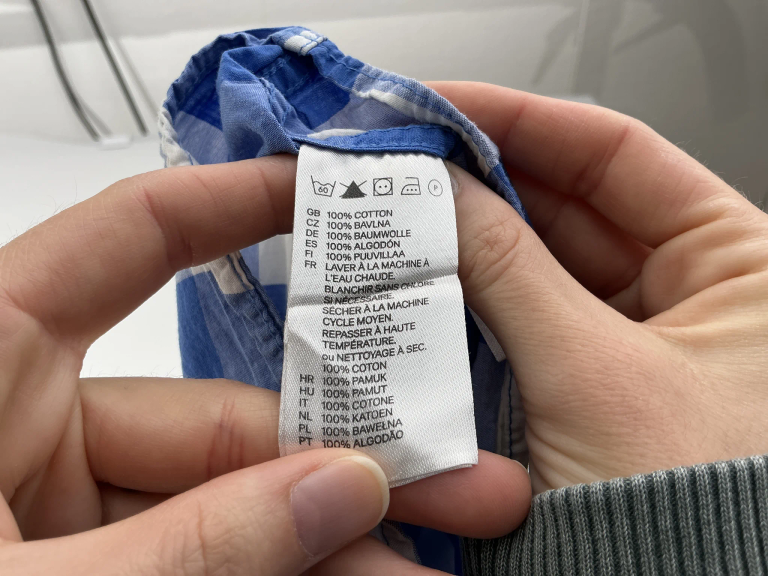 60
P
GB 100% COTTON
CZ 100% BAVLNA
DE 100% BAUMWOLLE
ES 100% ALGODÓN
FI 100% PUUVILLAA
FR LAVER À LA MACHINE À
L'EAU CHAUDE.
BLANCHIR SANS CHLORE
SI NÉCESSAIRE.
SÉCHER À LA MACHINE
CYCLE MOYEN.
REPASSER À HAUTE
TEMPÉRATURE.
ou NETTOYAGE À SEC.
100% COTON
HR 100% PAMUK
HU 100% PAMUT
IT 100% COTONE
NL 100% KATOEN
PL 100% BAWEŁNA
PT 100% ALGODÃO